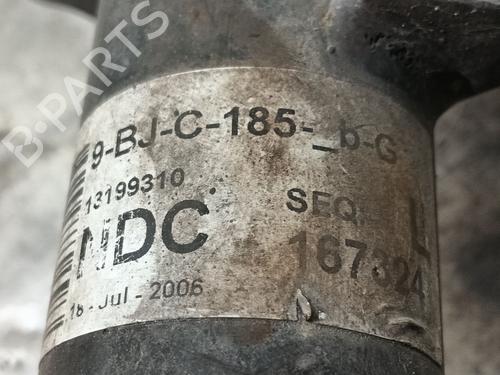 B-PARTS
9-BJ-C-185-_b-G
13199310
SEQ.
NDC
L
167324
18 - Jul - 2006